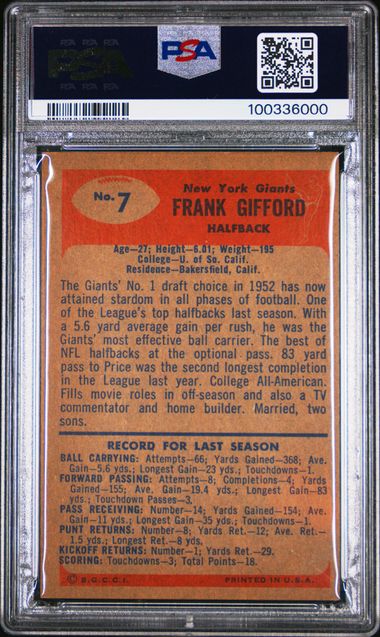 PSA PSA PSA
PSA
PSA PSA PSA
PSA
100336000
No. 7
New York Giants
FRANK GIFFORD
HALFBACK
Age—27; Height—6.01; Weight—195
College—U. of So. Calif.
Residence—Bakersfield, Calif.
The Giants' No. 1 draft choice in 1952 has now
attained stardom in all phases of football. One
of the League's top halfbacks last season. With
a 5.6 yard average gain per rush, he was the
Giants' most effective ball carrier. The best of
NFL halfbacks at the optional pass. 83 yard
pass to Price was the second longest completion
in the League last year. College All-American.
Fills movie roles in off-season and also a TV
commentator and home builder. Married, two
sons.
RECORD FOR LAST SEASON
BALL CARRYING: Attempts—66; Yards Gained—368; Ave.
Gain—5.6 yds.; Longest Gain—23 yds.; Touchdowns—1.
FORWARD PASSING: Attempts—8; Completions—4; Yards
Gained—155; Ave. Gain—19.4 yds.; Longest Gain—83
yds.; Touchdown Passes—3.
PASS RECEIVING: Number—14; Yards Gained—154; Ave.
Gain—11 yds.; Longest Gain—35 yds.; Touchdowns—1.
PUNT RETURNS: Number—8; Yards Ret.—12; Ave. Ret.—
1.5 yds.; Longest Ret.—8 yds.
KICKOFF RETURNS: Number—1; Yards Ret.—29.
SCORING: Touchdowns—3; Total Points—18.
© B.G.C.C.I. PRINTED IN U.S.A.